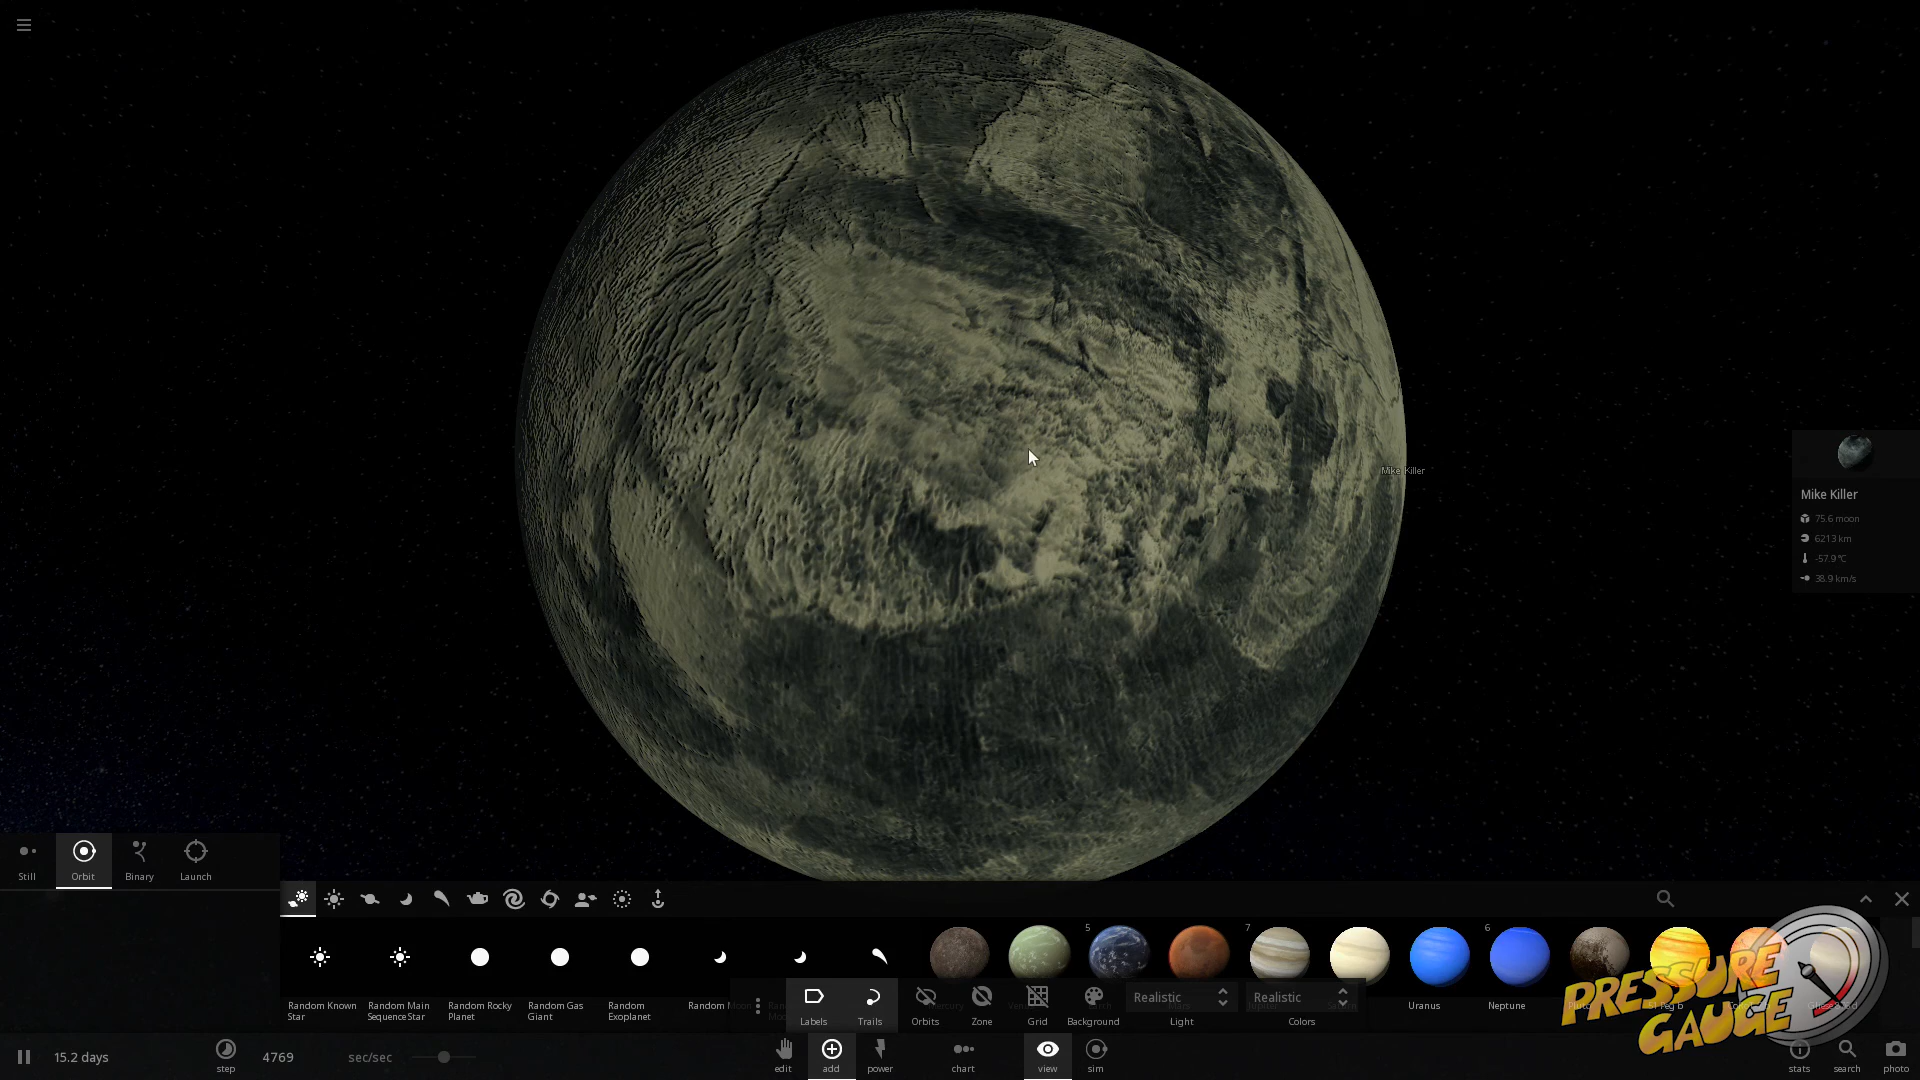 Mike Killer
Mike Killer
75.6 moon
6213 km
-57.9 °C
38.9 km/s
Still
Orbit
Binary
Launch
5
7
6
Random Known
Star
Random Main
Sequence Star
Random Rocky
Planet
Random Gas
Giant
Random
Exoplanet
Random Moon
Uranus
Neptune
Labels
Trails
Orbits
Zone
Grid
Background
Realistic
Light
Realistic
Colors
PRESSURE
GAUGE
15.2 days
step
4769
sec/sec
edit
add
power
chart
view
sim
stats
search
photo